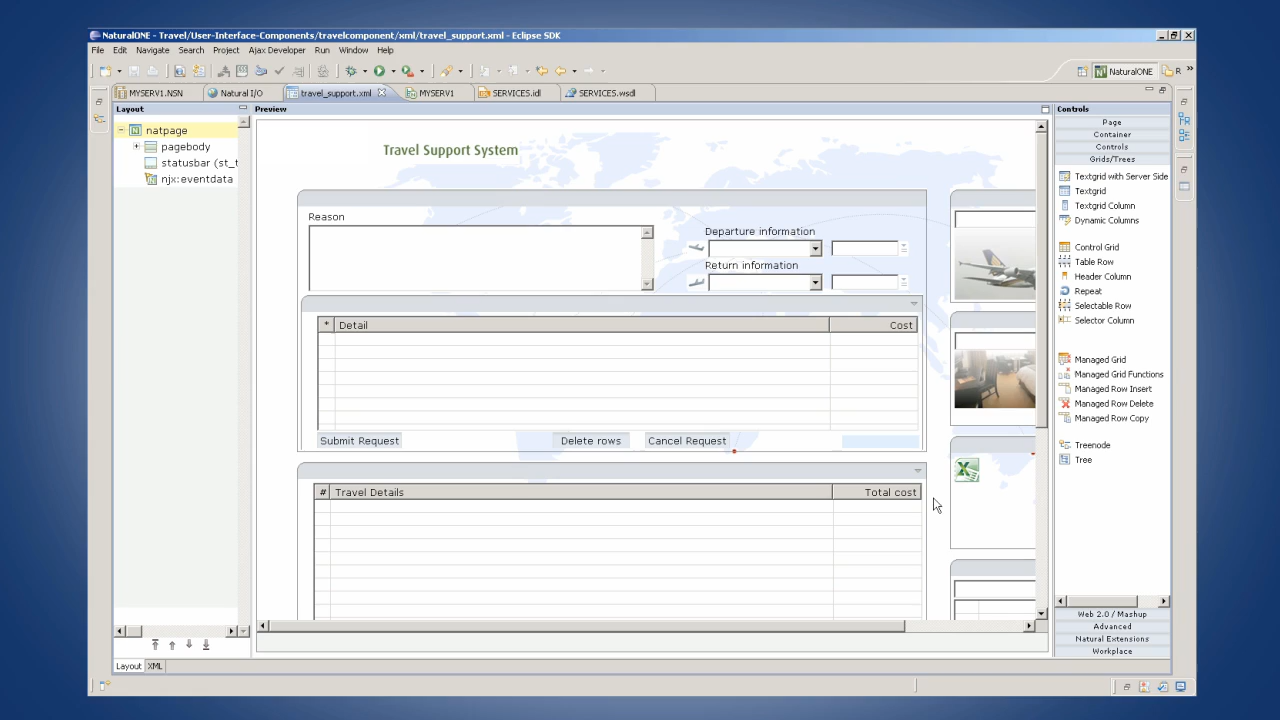 NaturalONE - Travel/User-Interface-Components/travelcomponent/xml/travel_support.xml - Eclipse SDK
File Edit Navigate Search Project Ajax Developer Run Window Help
NaturalONE R
MYSERV1.NSN Natural I/O travel_support.xml MYSERV1 SERVICES.idl SERVICES.wsdl
Layout Preview Controls
natpage
pagebody
statusbar (st_t
njx:eventdata
Travel Support System
Reason
Departure information
Return information
* Detail Cost
Submit Request Delete rows Cancel Request
# Travel Details Total cost
Page
Container
Controls
Grids/Trees
Textgrid with Server Side
Textgrid
Textgrid Column
Dynamic Columns
Control Grid
Table Row
Header Column
Repeat
Selectable Row
Selector Column
Managed Grid
Managed Grid Functions
Managed Row Insert
Managed Row Delete
Managed Row Copy
Treenode
Tree
Web 2.0 / Mashup
Advanced
Natural Extensions
Workplace
Layout XML